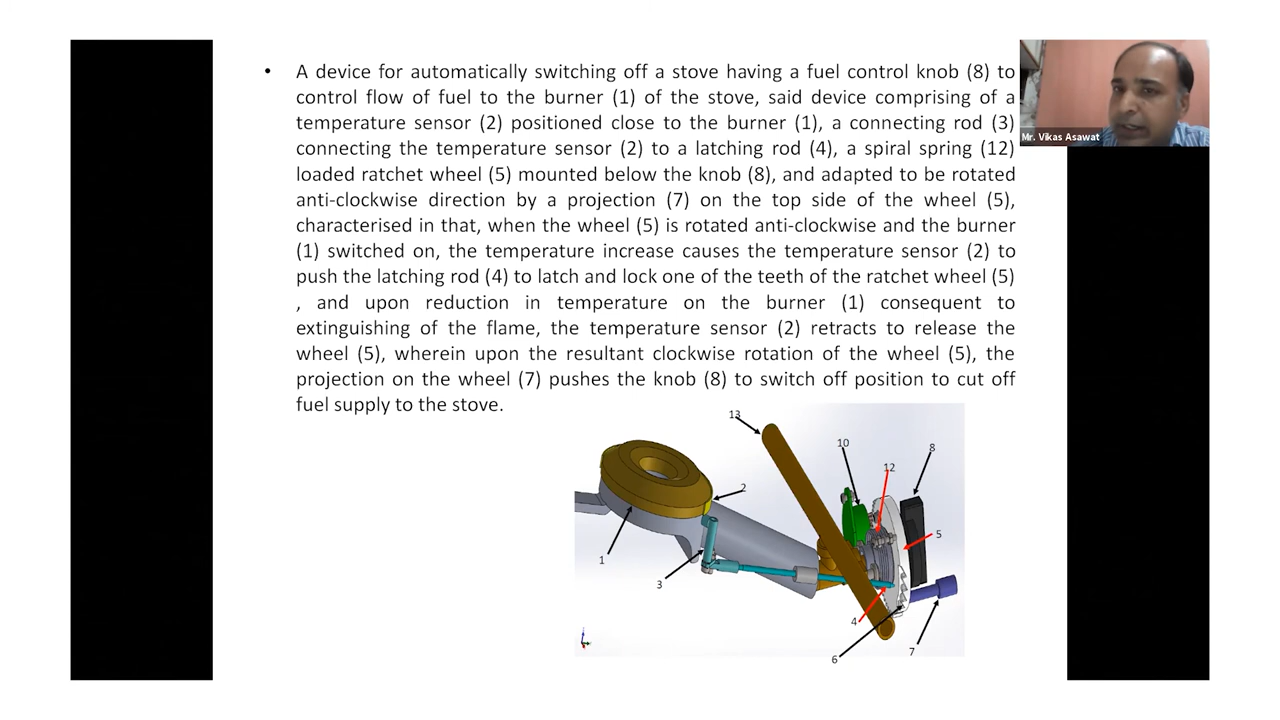 • A device for automatically switching off a stove having a fuel control knob (8) to
control flow of fuel to the burner (1) of the stove, said device comprising of a
temperature sensor (2) positioned close to the burner (1), a connecting rod (3)
connecting the temperature sensor (2) to a latching rod (4), a spiral spring (12)
loaded ratchet wheel (5) mounted below the knob (8), and adapted to be rotated
anti-clockwise direction by a projection (7) on the top side of the wheel (5),
characterised in that, when the wheel (5) is rotated anti-clockwise and the burner
(1) switched on, the temperature increase causes the temperature sensor (2) to
push the latching rod (4) to latch and lock one of the teeth of the ratchet wheel (5)
, and upon reduction in temperature on the burner (1) consequent to
extinguishing of the flame, the temperature sensor (2) retracts to release the
wheel (5), wherein upon the resultant clockwise rotation of the wheel (5), the
projection on the wheel (7) pushes the knob (8) to switch off position to cut off
fuel supply to the stove.
Mr. Vikas Asawat
13
10
8
12
2
5
1
3
4
7
6